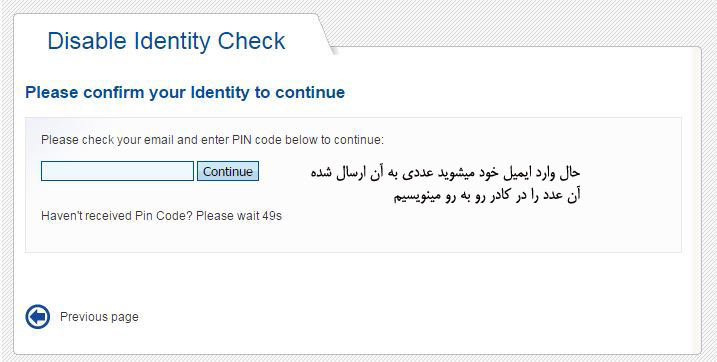 Disable Identity Check
Please confirm your Identity to continue
Please check your email and enter PIN code below to continue:
Continue
حال وارد ایمیل خود میشوید عددی به آن ارسال شده
آن عدد را در کادر رو به رو مینویسیم
Haven't received Pin Code? Please wait 49s
Previous page